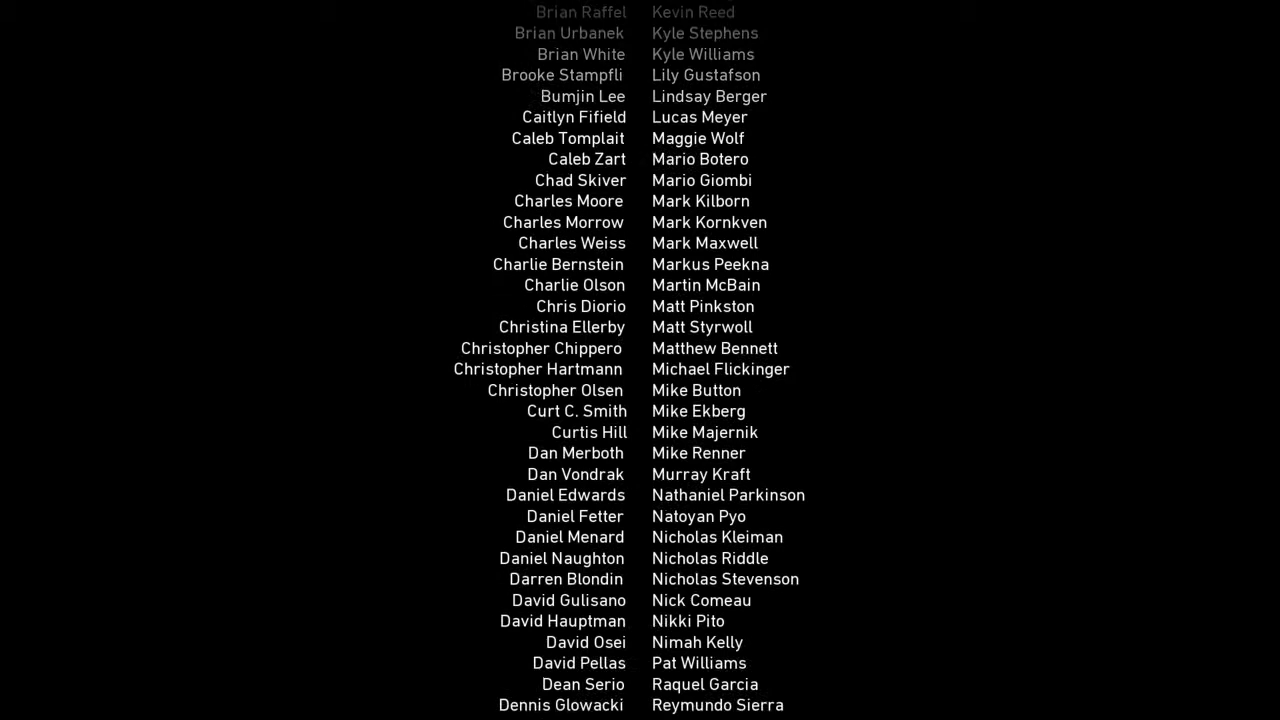 Brian Raffel Kevin Reed
Brian Urbanek Kyle Stephens
Brian White Kyle Williams
Brooke Stampfli Lily Gustafson
Bumjin Lee Lindsay Berger
Caitlyn Fifield Lucas Meyer
Caleb Tomplait Maggie Wolf
Caleb Zart Mario Botero
Chad Skiver Mario Giombi
Charles Moore Mark Kilborn
Charles Morrow Mark Kornkven
Charles Weiss Mark Maxwell
Charlie Bernstein Markus Peekna
Charlie Olson Martin McBain
Chris Diorio Matt Pinkston
Christina Ellerby Matt Styrwoll
Christopher Chippero Matthew Bennett
Christopher Hartmann Michael Flickinger
Christopher Olsen Mike Button
Curt C. Smith Mike Ekberg
Curtis Hill Mike Majernik
Dan Merboth Mike Renner
Dan Vondrak Murray Kraft
Daniel Edwards Nathaniel Parkinson
Daniel Fetter Natoyan Pyo
Daniel Menard Nicholas Kleiman
Daniel Naughton Nicholas Riddle
Darren Blondin Nicholas Stevenson
David Gulisano Nick Comeau
David Hauptman Nikki Pito
David Osei Nimah Kelly
David Pellas Pat Williams
Dean Serio Raquel Garcia
Dennis Glowacki Reymundo Sierra